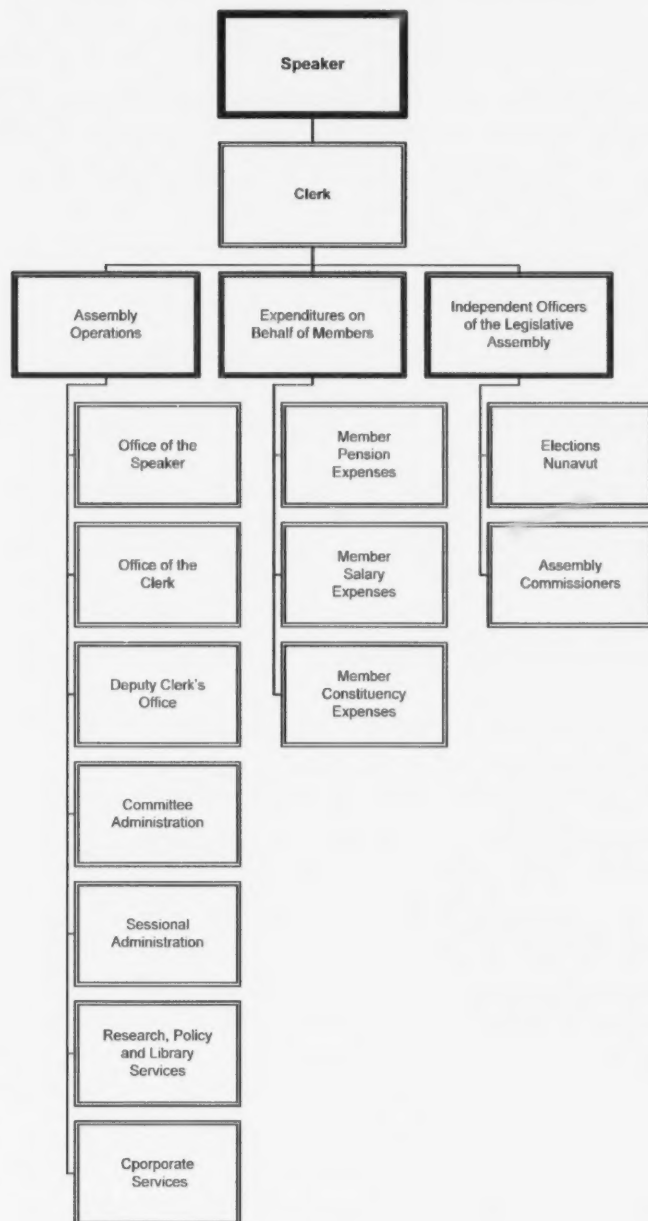 Speaker
Clerk
Assembly
Operations
Expenditures on
Behalf of Members
Independent Officers
of the Legislative
Assembly
Office of the
Speaker
Office of the
Clerk
Deputy Clerk's
Office
Committee
Administration
Sessional
Administration
Research, Policy
and Library
Services
Cporporate
Services
Member
Pension
Expenses
Member
Salary
Expenses
Member
Constituency
Expenses
Elections
Nunavut
Assembly
Commissioners